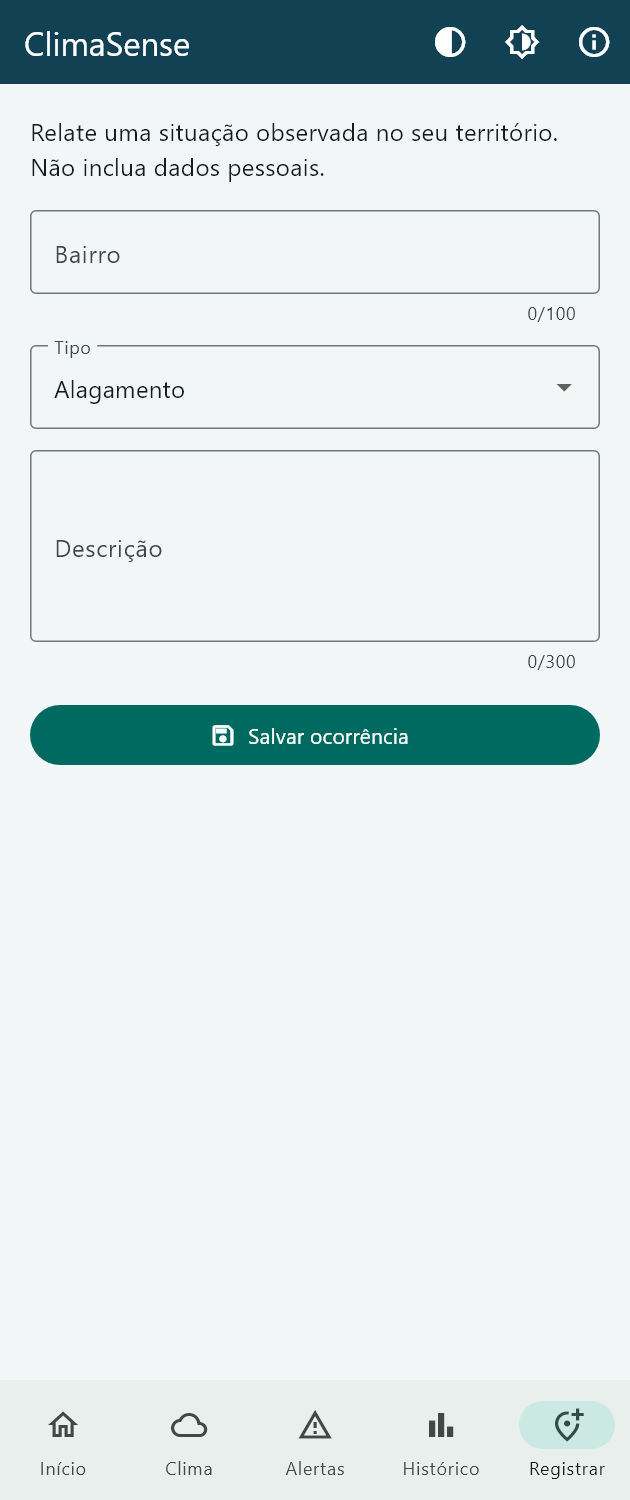 ClimaSense
Relate uma situação observada no seu território.
Não inclua dados pessoais.
Bairro
0/100
Tipo
Alagamento
Descrição
0/300
Salvar ocorrência
Início
Clima
Alertas
Histórico
Registrar